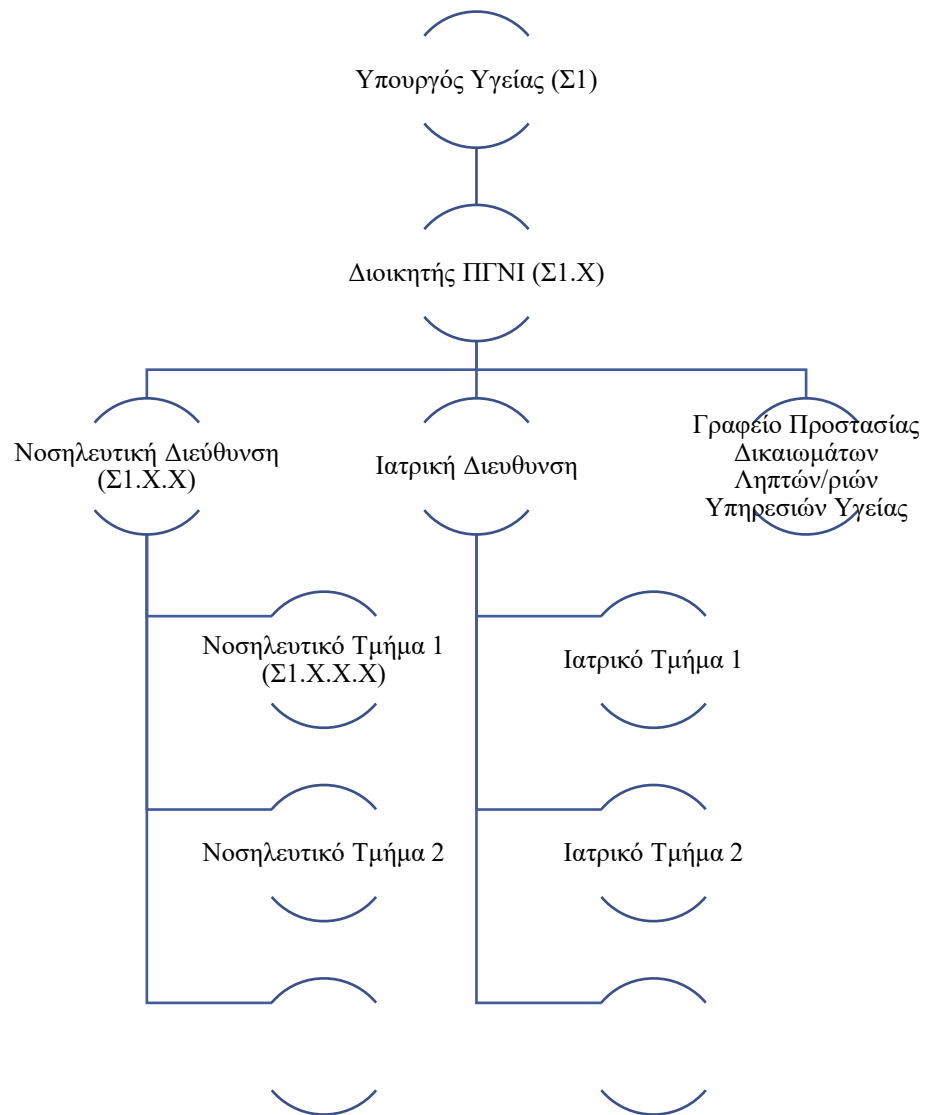 Υπουργός Υγείας (Σ1)
Διοικητής ΠΓΝΙ (Σ1.Χ)
Νοσηλευτική Διεύθυνση
(Σ1.Χ.Χ)
Ιατρική Διευθυνση
Γραφείο Προστασίας
Δικαιωμάτων
Ληπτών/ριών
Υπηρεσιών Υγείας
Νοσηλευτικό Τμήμα 1
(Σ1.Χ.Χ.Χ)
Ιατρικό Τμήμα 1
Νοσηλευτικό Τμήμα 2
Ιατρικό Τμήμα 2